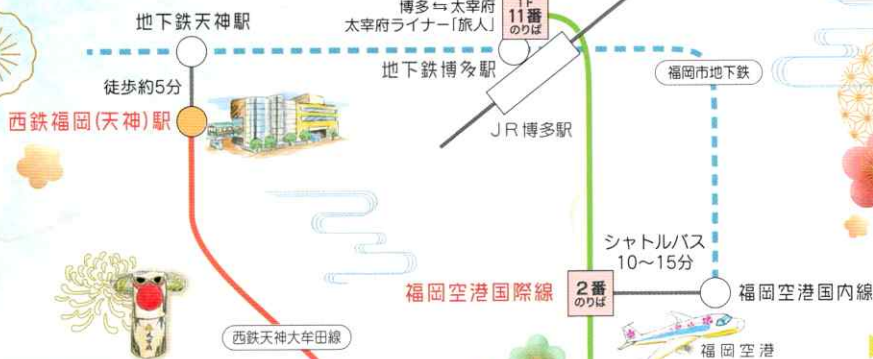 博多⇆太宰府
太宰府ライナー「旅人」
1F
11番
のりば
地下鉄天神駅
地下鉄博多駅
福岡市地下鉄
徒歩約5分
西鉄福岡(天神)駅
JR博多駅
シャトルバス
10〜15分
福岡空港国際線
2番
のりば
福岡空港国内線
西鉄天神大牟田線
福岡空港